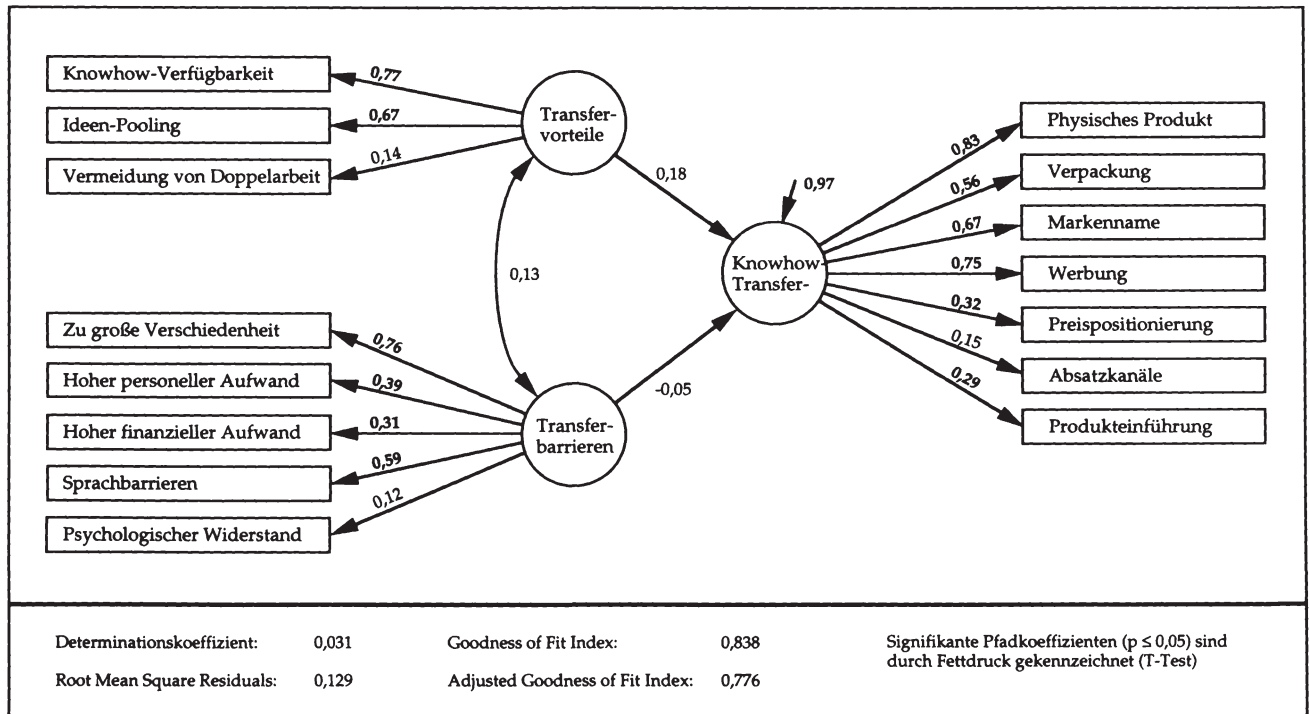 Knowhow-Verfügbarkeit
Ideen-Pooling
Vermeidung von Doppelarbeit
0,77
0,67
0,14
Transfer-
vorteile
0,18
0,13
Zu große Verschiedenheit
Hoher personeller Aufwand
Hoher finanzieller Aufwand
Sprachbarrieren
Psychologischer Widerstand
0,76
0,39
0,31
0,59
0,12
Transfer-
barrieren
-0,05
0,97
Knowhow-
Transfer-
0,83
0,56
0,67
0,75
0,32
0,15
0,29
Physisches Produkt
Verpackung
Markenname
Werbung
Preispositionierung
Absatzkanäle
Produkteinführung
Determinationskoeffizient: 0,031 Goodness of Fit Index: 0,838
Root Mean Square Residuals: 0,129 Adjusted Goodness of Fit Index: 0,776
Signifikante Pfadkoeffizienten (p ≤ 0,05) sind
durch Fettdruck gekennzeichnet (T-Test)